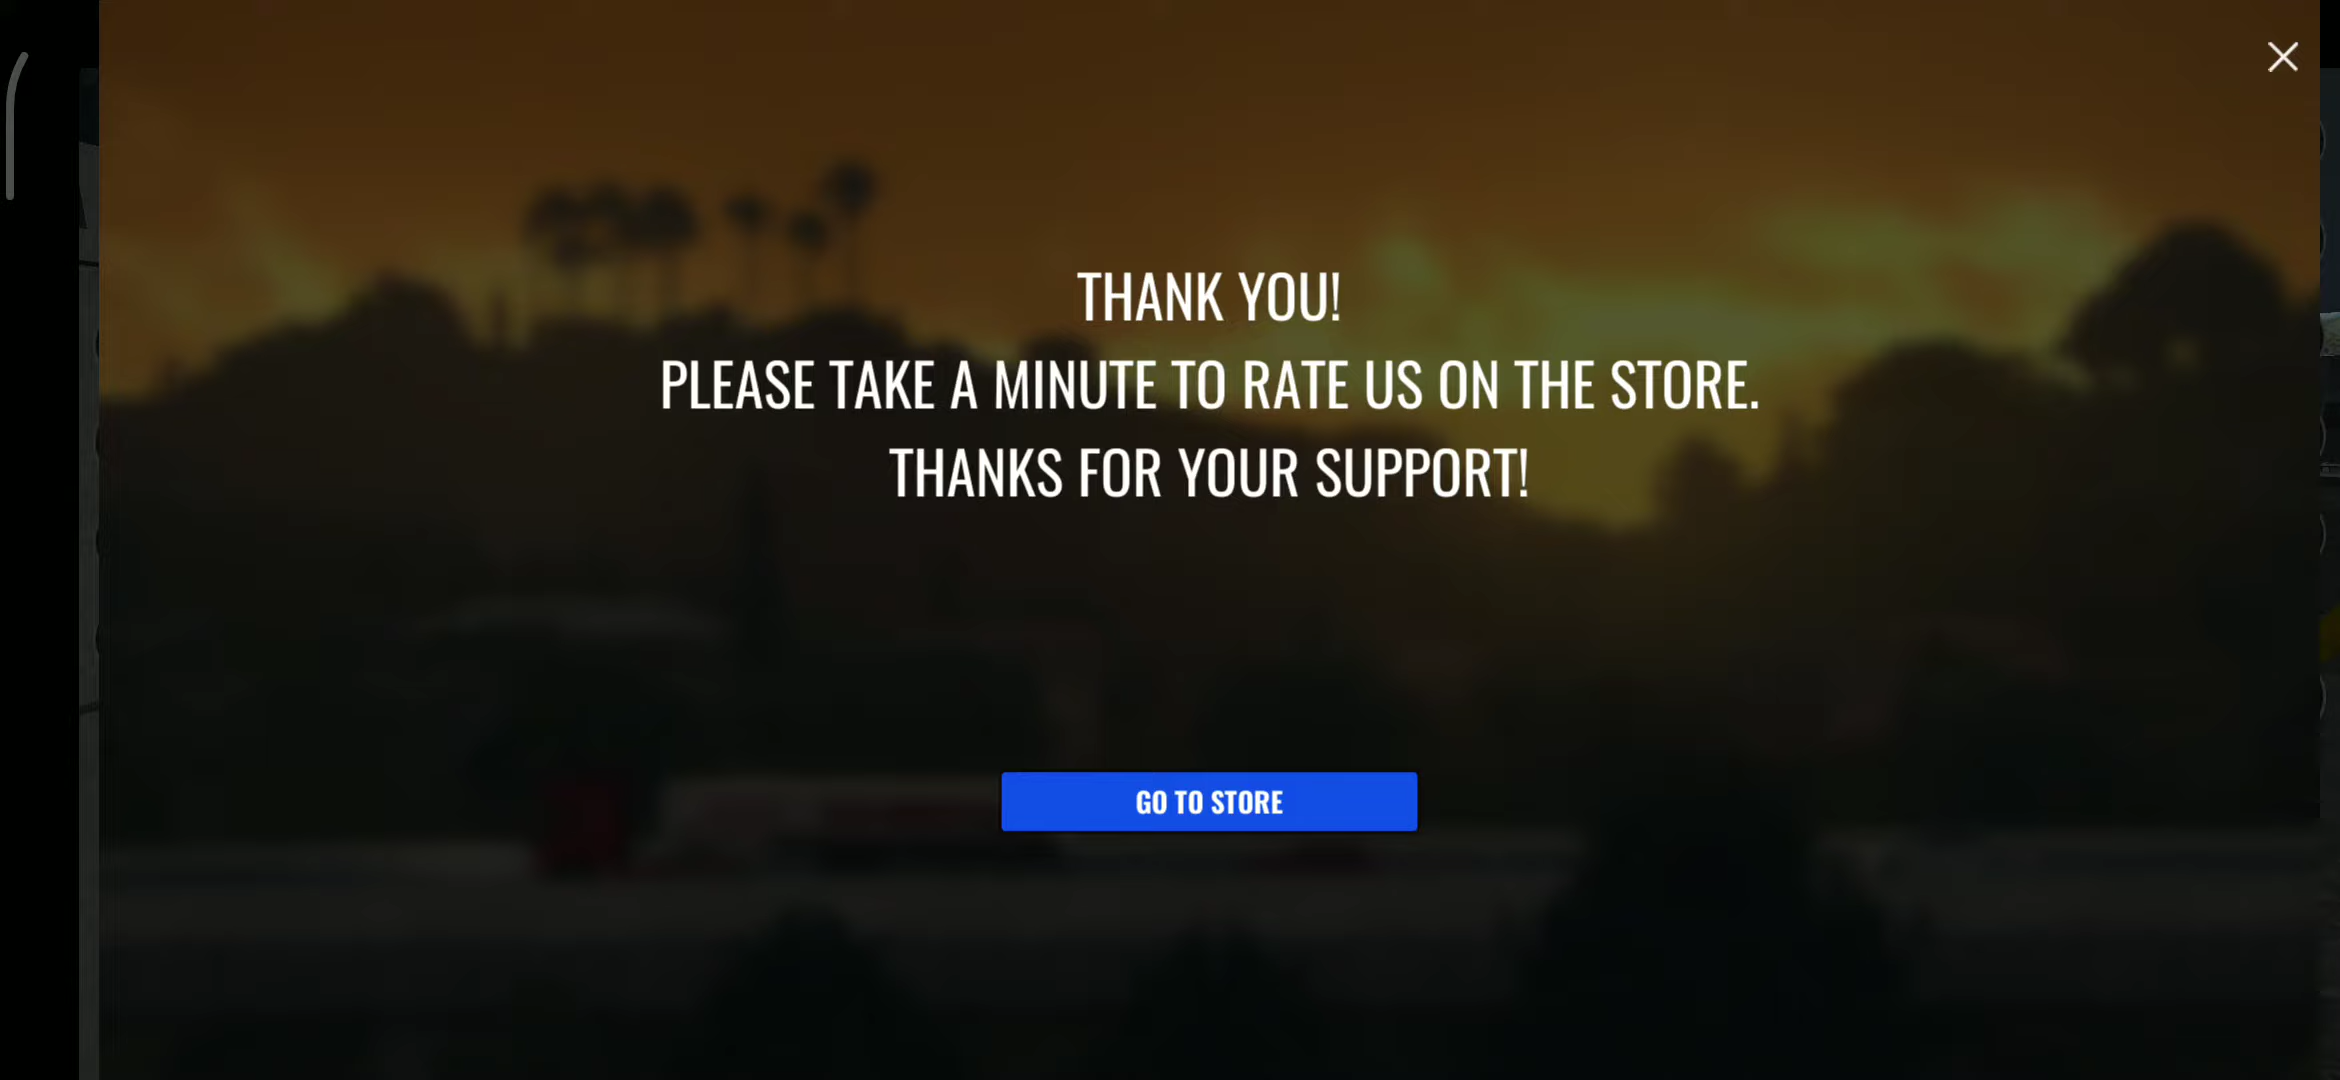 THANK YOU!
PLEASE TAKE A MINUTE TO RATE US ON THE STORE.
THANKS FOR YOUR SUPPORT!
GO TO STORE